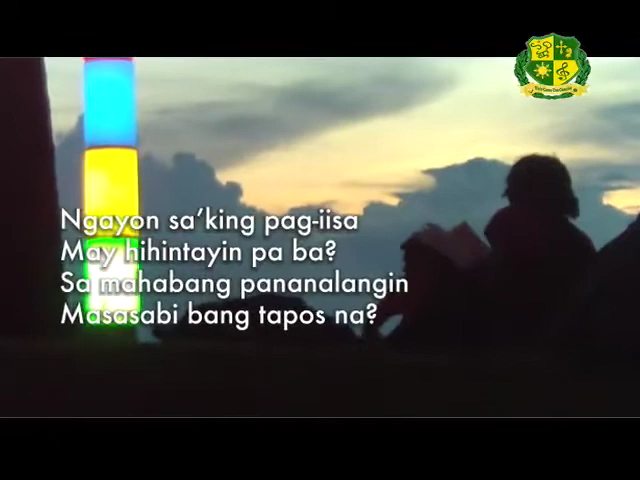 Ngayon sa'king pag-iisa
May hihintayin pa ba?
Sa mahabang pananalangin
Masasabi bang tapos na?